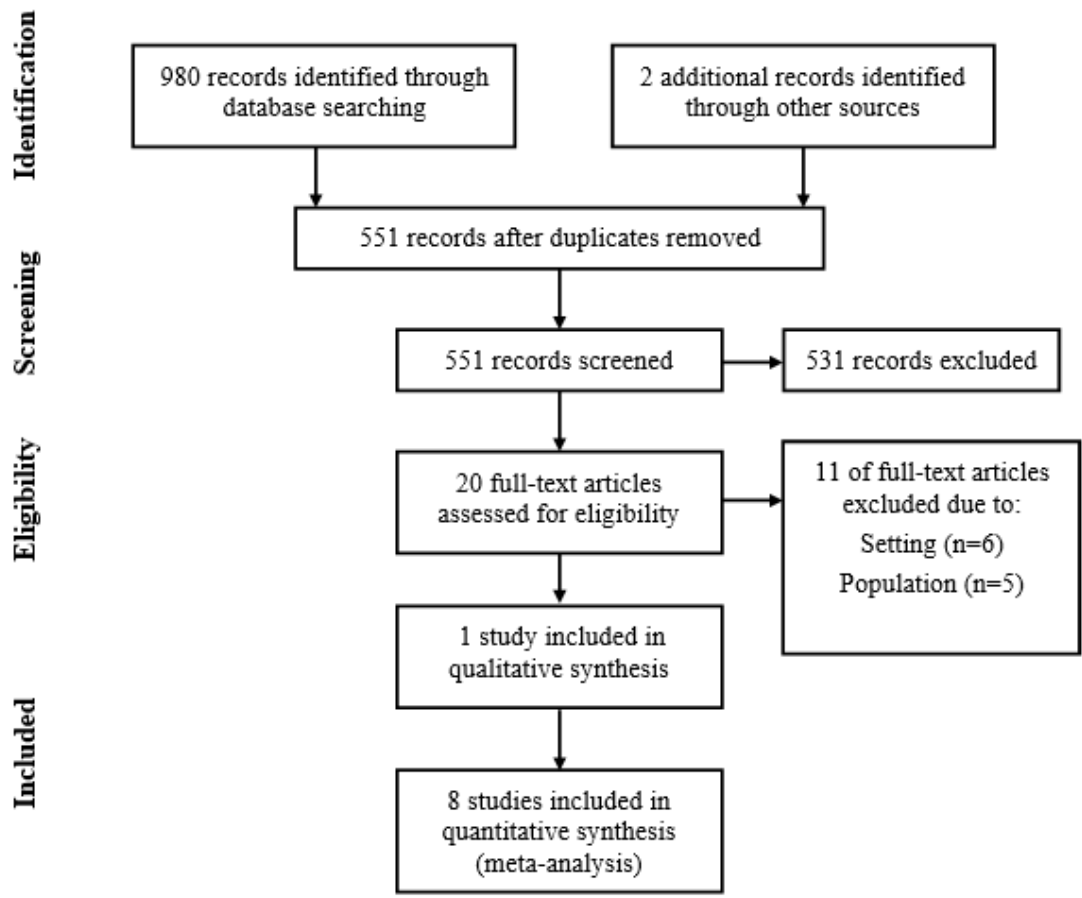 Identification
980 records identified through
database searching
2 additional records identified
through other sources
551 records after duplicates removed
Screening
551 records screened
531 records excluded
Eligibility
20 full-text articles
assessed for eligibility
11 of full-text articles
excluded due to:
Setting (n=6)
Population (n=5)
1 study included in
qualitative synthesis
Included
8 studies included in
quantitative synthesis
(meta-analysis)